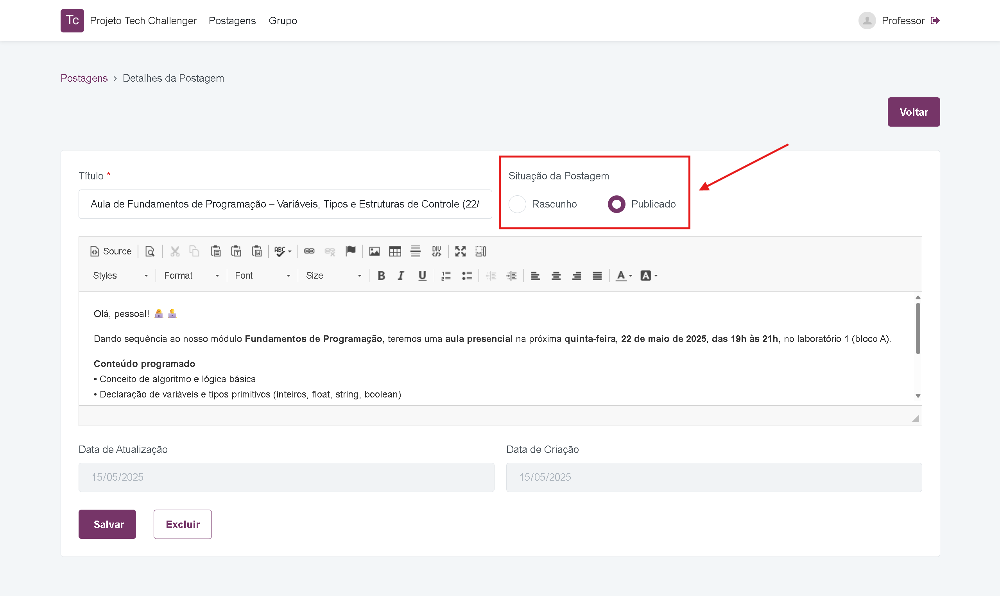 Tc Projeto Tech Challenger Postagens Grupo Professor
Postagens › Detalhes da Postagem
Voltar
Título * Situação da Postagem
Aula de Fundamentos de Programação – Variáveis, Tipos e Estruturas de Controle (22/ Rascunho Publicado
Source ABC DIV
Styles Format Font Size B I U A A
Olá, pessoal!
Dando sequência ao nosso módulo Fundamentos de Programação, teremos uma aula presencial na próxima quinta-feira, 22 de maio de 2025, das 19h às 21h, no laboratório 1 (bloco A).
Conteúdo programado
• Conceito de algoritmo e lógica básica
• Declaração de variáveis e tipos primitivos (inteiros, float, string, boolean)
Data de Atualização Data de Criação
15/05/2025 15/05/2025
Salvar Excluir